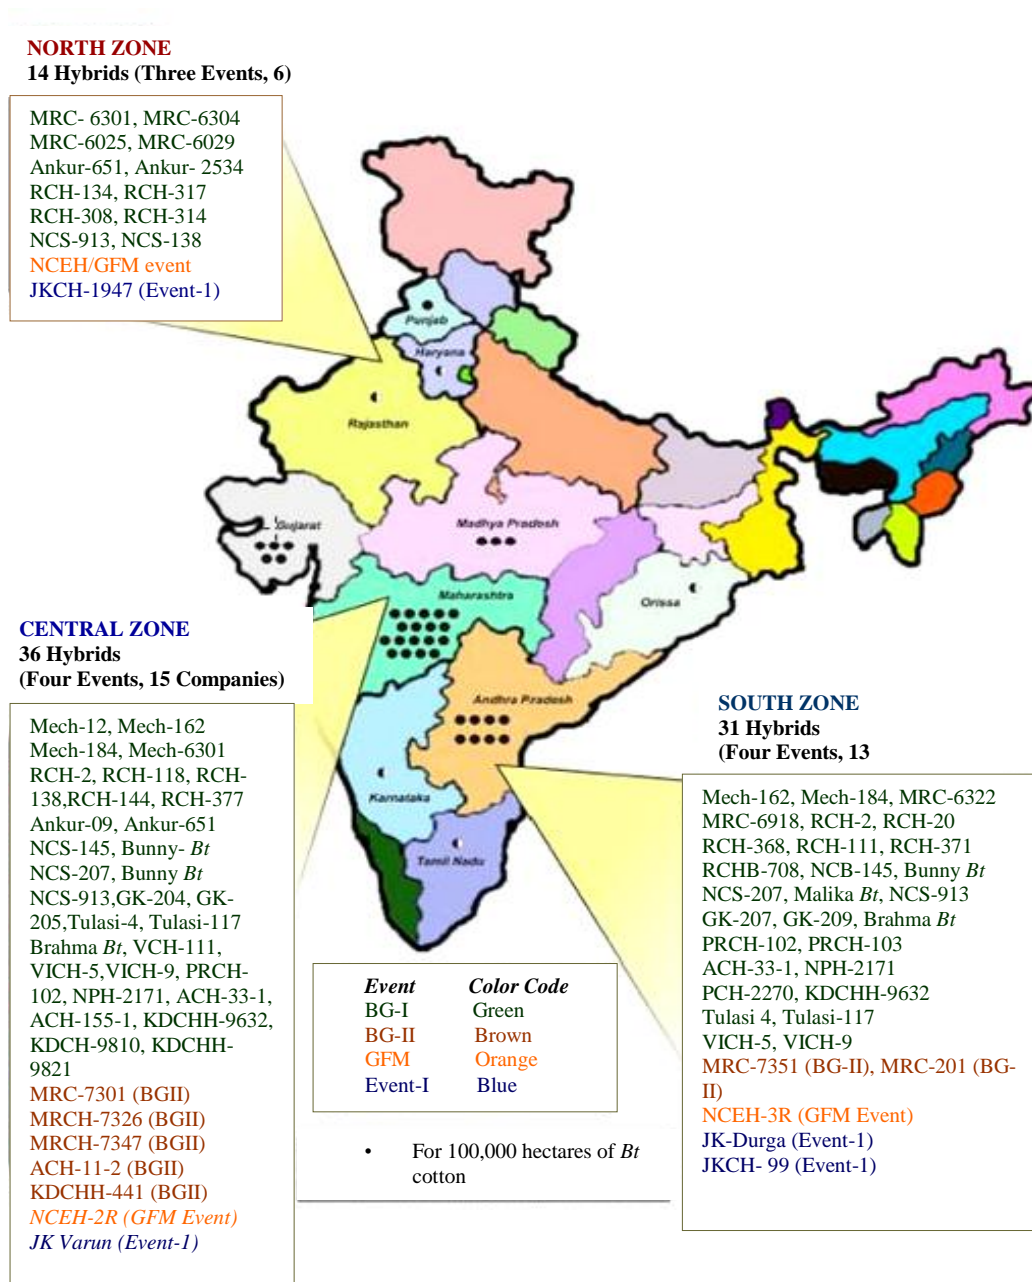 NORTH ZONE
14 Hybrids (Three Events, 6)
MRC- 6301, MRC-6304
MRC-6025, MRC-6029
Ankur-651, Ankur- 2534
RCH-134, RCH-317
RCH-308, RCH-314
NCS-913, NCS-138
NCEH/GFM event
JKCH-1947 (Event-1)
Punjab
Haryana
Rajasthan
Gujarat
Madhya Pradesh
Maharashtra
Orissa
Andhra Pradesh
Karnataka
Tamil Nadu
CENTRAL ZONE
36 Hybrids
(Four Events, 15 Companies)
Mech-12, Mech-162
Mech-184, Mech-6301
RCH-2, RCH-118, RCH-
138,RCH-144, RCH-377
Ankur-09, Ankur-651
NCS-145, Bunny- Bt
NCS-207, Bunny Bt
NCS-913,GK-204, GK-
205,Tulasi-4, Tulasi-117
Brahma Bt, VCH-111,
VICH-5,VICH-9, PRCH-
102, NPH-2171, ACH-33-1,
ACH-155-1, KDCHH-9632,
KDCH-9810, KDCHH-
9821
MRC-7301 (BGII)
MRCH-7326 (BGII)
MRCH-7347 (BGII)
ACH-11-2 (BGII)
KDCHH-441 (BGII)
NCEH-2R (GFM Event)
JK Varun (Event-1)
SOUTH ZONE
31 Hybrids
(Four Events, 13
Mech-162, Mech-184, MRC-6322
MRC-6918, RCH-2, RCH-20
RCH-368, RCH-111, RCH-371
RCHB-708, NCB-145, Bunny Bt
NCS-207, Malika Bt, NCS-913
GK-207, GK-209, Brahma Bt
PRCH-102, PRCH-103
ACH-33-1, NPH-2171
PCH-2270, KDCHH-9632
Tulasi 4, Tulasi-117
VICH-5, VICH-9
MRC-7351 (BG-II), MRC-201 (BG-
II)
NCEH-3R (GFM Event)
JK-Durga (Event-1)
JKCH- 99 (Event-1)
Event Color Code
BG-I Green
BG-II Brown
GFM Orange
Event-I Blue
• For 100,000 hectares of Bt
cotton